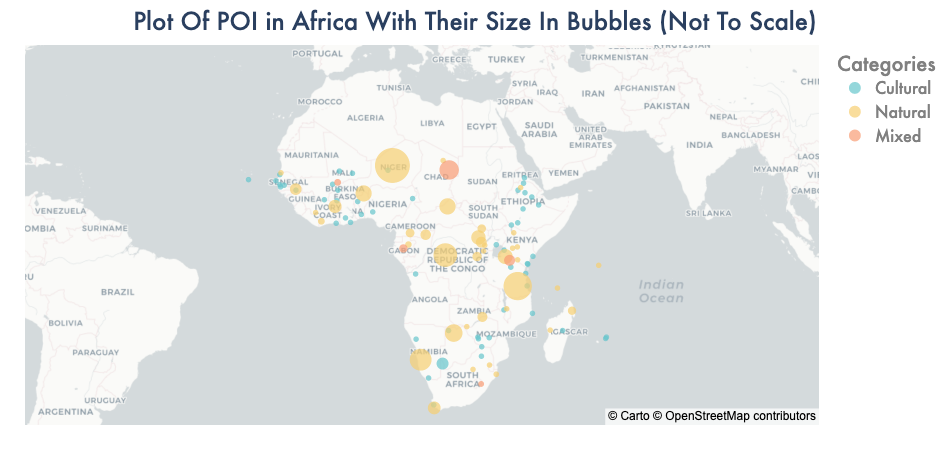 Plot Of POI in Africa With Their Size In Bubbles (Not To Scale)
Categories
Cultural
Natural
Mixed
PORTUGAL
GREECE
TURKEY
TURKMENISTAN
TUNISIA
SYRIA
IRAQ
IRAN
AFGHANISTAN
MOROCCO
JORDAN
PAKISTAN
ALGERIA
LIBYA
EGYPT
NEPAL
SAUDI
ARABIA
UNITED
ARAB
EMIRATES
BANGLADESH
INDIA
MAURITANIA
NIGER
MYANMAR
LAOS
MALI
CHAD
SUDAN
ERITREA
YEMEN
SENEGAL
BURKINA
FASO
GUINEA
NIGERIA
ETHIOPIA
IVORY
COAST
SOUTH
SUDAN
SRI LANKA
VENEZUELA
SURINAME
CAMEROON
KENYA
GABON
DEMOCRATIC
REPUBLIC OF
THE CONGO
BRAZIL
ANGOLA
Indian
Ocean
ZAMBIA
BOLIVIA
MOZAMBIQUE
GASCAR
PARAGUAY
NAMIBIA
SOUTH
AFRICA
URUGUAY
ARGENTINA
© Carto © OpenStreetMap contributors